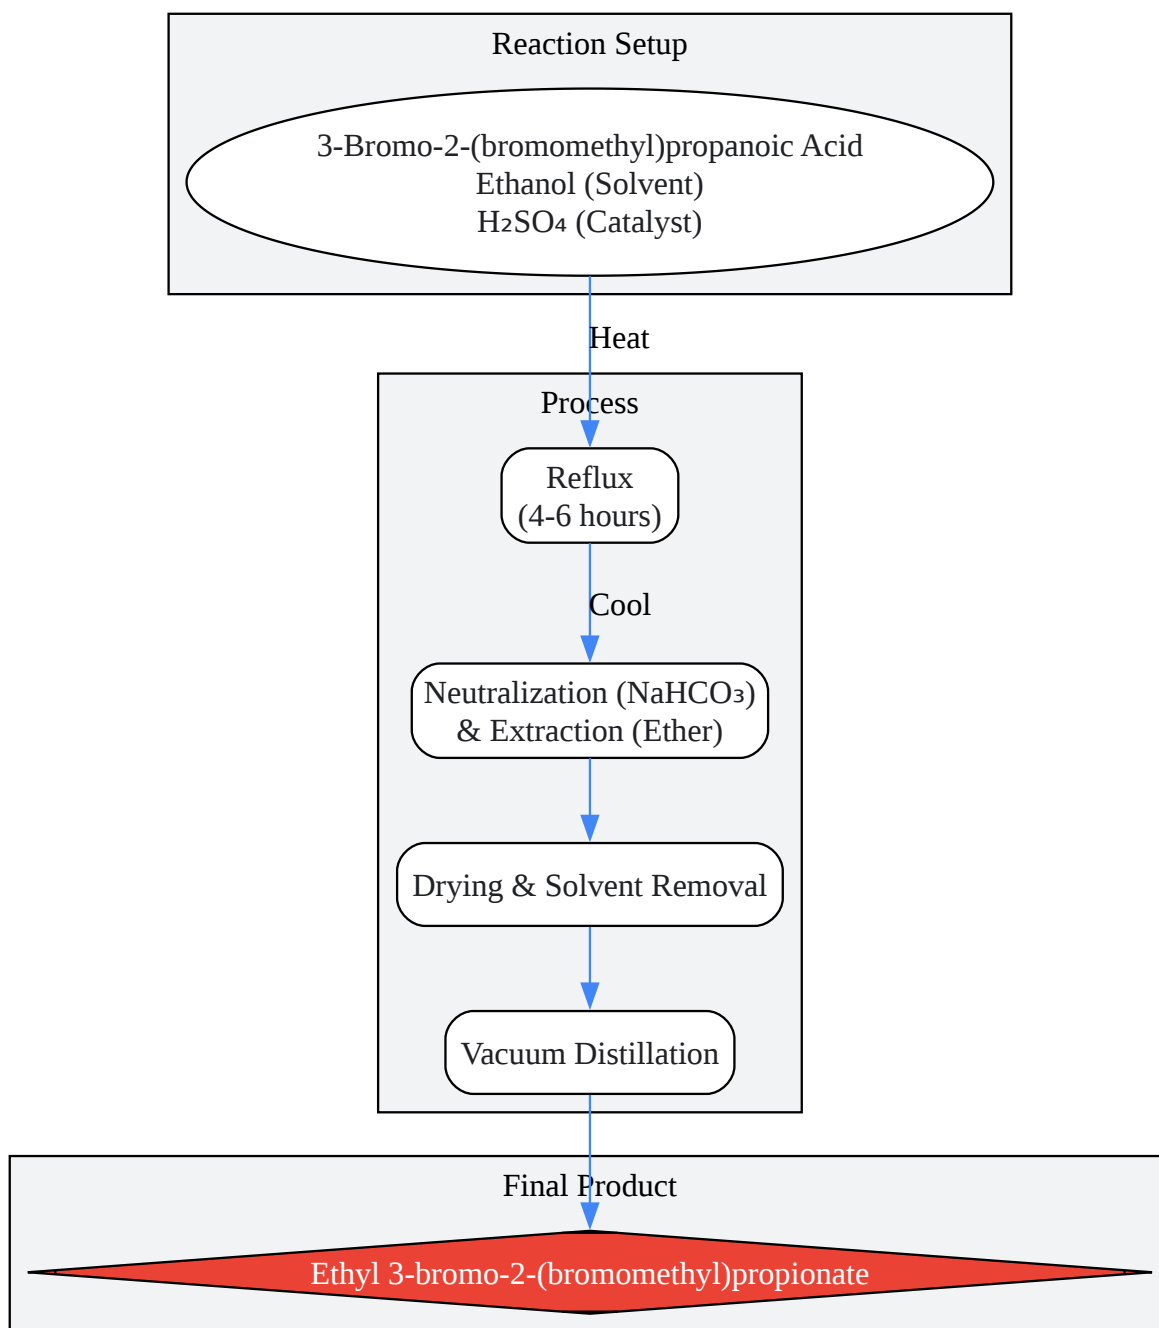 Reaction Setup
3-Bromo-2-(bromomethyl)propanoic Acid
Ethanol (Solvent)
H₂SO₄ (Catalyst)
Heat
Process
Reflux
(4-6 hours)
Cool
Neutralization (NaHCO₃)
& Extraction (Ether)
Drying & Solvent Removal
Vacuum Distillation
Final Product
Ethyl 3-bromo-2-(bromomethyl)propionate